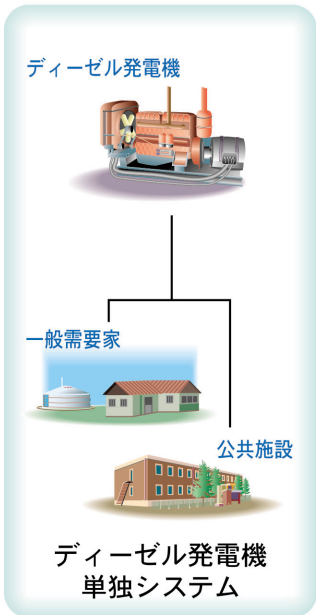 ディーゼル発電機
一般需要家
公共施設
ディーゼル発電機
単独システム